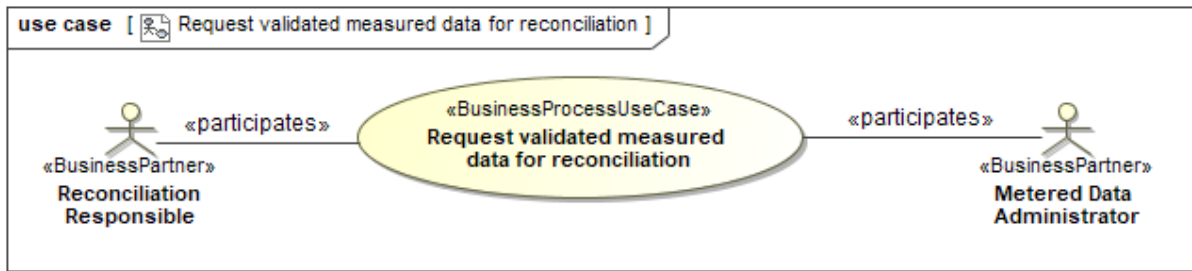 use case [ Request validated measured data for reconciliation ]
«BusinessProcessUseCase»
Request validated measured
data for reconciliation
«participates»
«participates»
«BusinessPartner»
Reconciliation
Responsible
«BusinessPartner»
Metered Data
Administrator